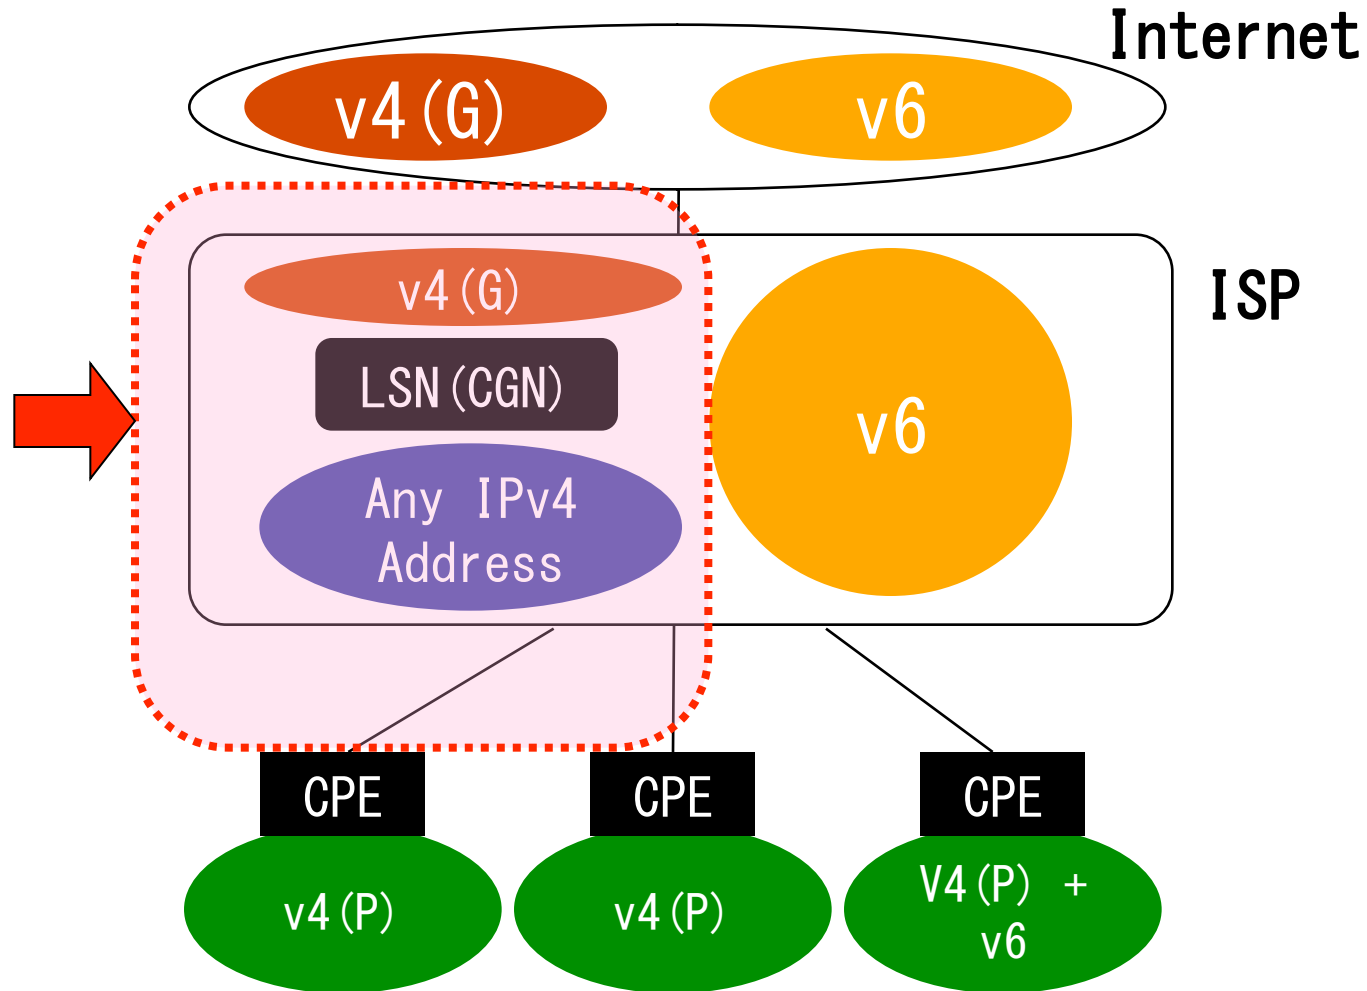 Internet
v4(G)
v6
ISP
v4(G)
LSN(CGN)
v6
Any IPv4
Address
CPE
CPE
CPE
v4(P)
v4(P)
V4(P) +
v6